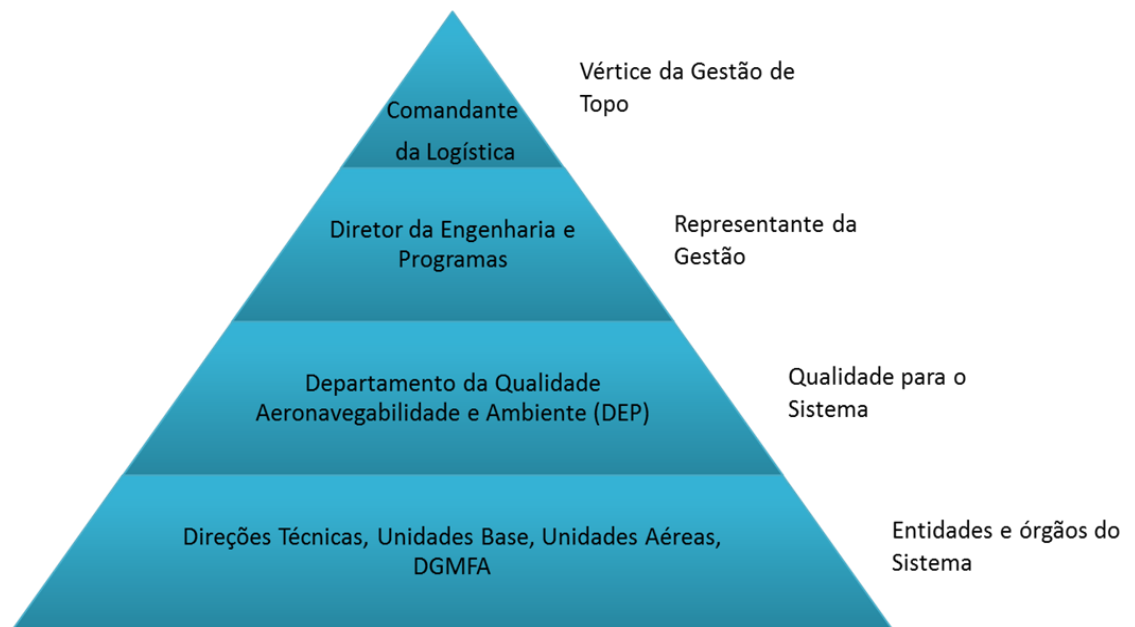 Vértice da Gestão de
Topo
Comandante
da Logística
Diretor da Engenharia e
Programas
Representante da
Gestão
Departamento da Qualidade
Aeronavegabilidade e Ambiente (DEP)
Qualidade para o
Sistema
Direções Técnicas, Unidades Base, Unidades Aéreas,
DGMFA
Entidades e órgãos do
Sistema